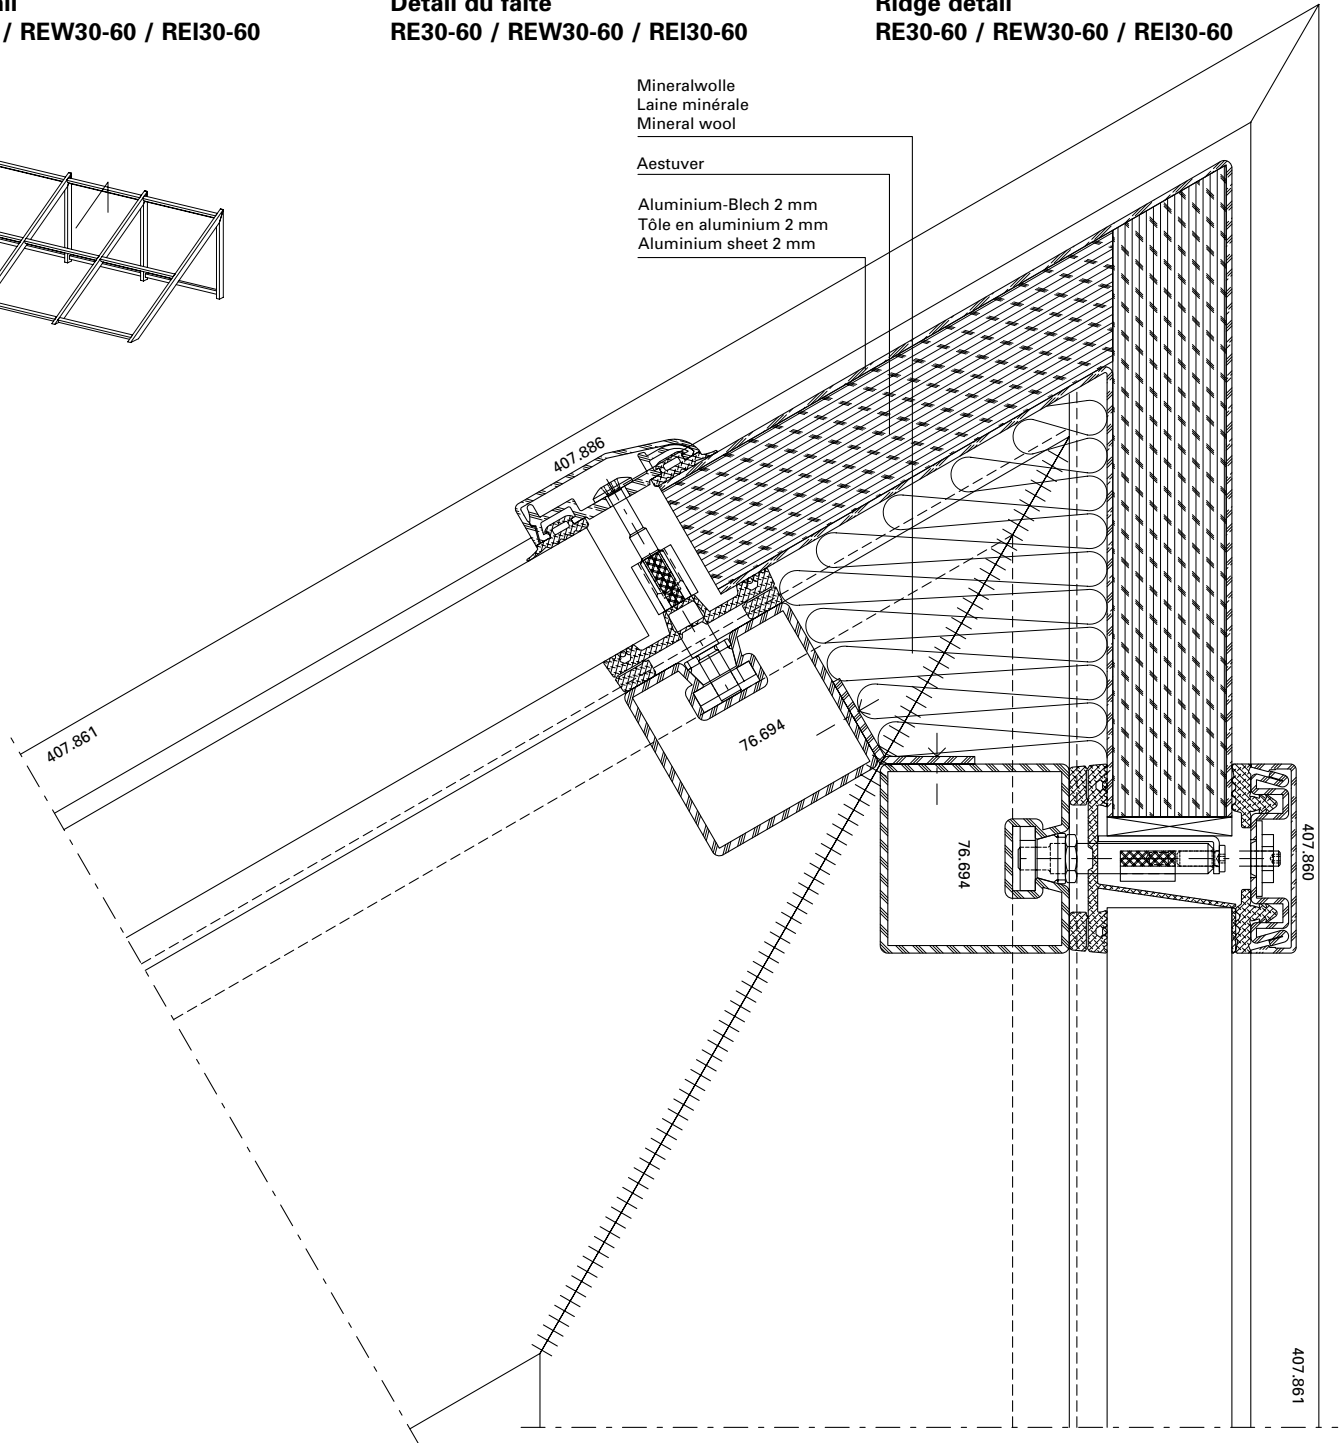 / REW30-60 / REI30-60
Détail du faîte
RE30-60 / REW30-60 / REI30-60
Ridge detail
RE30-60 / REW30-60 / REI30-60
Mineralwolle
Laine minérale
Mineral wool
Aestuver
Aluminium-Blech 2 mm
Tôle en aluminium 2 mm
Aluminium sheet 2 mm
407.886
407.861
76.694
76.694
407.860
407.861